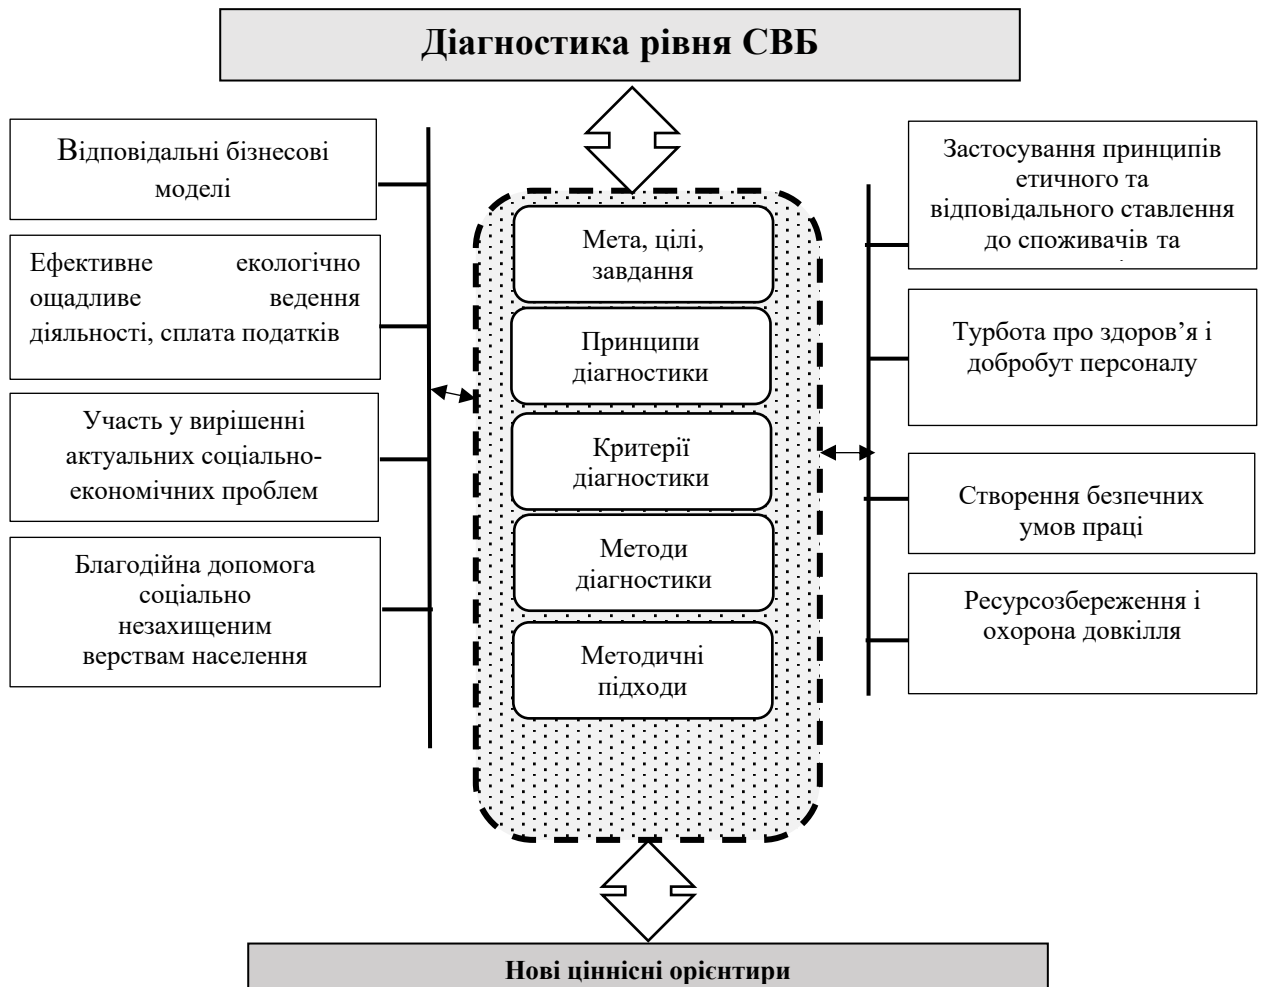 Діагностика рівня СВБ
Відповідальні бізнесові
моделі
Ефективне екологічно
ощадливе ведення
діяльності, сплата податків
Участь у вирішенні
актуальних соціально-
економічних проблем
Благодійна допомога
соціально
незахищеним
верствам населення
Мета, цілі,
завдання
Принципи
діагностики
Критерії
діагностики
Методи
діагностики
Методичні
підходи
Застосування принципів
етичного та
відповідального ставлення
до споживачів та
Турбота про здоров’я і
добробут персоналу
Створення безпечних
умов праці
Ресурсозбереження і
охорона довкілля
Нові ціннісні орієнтири